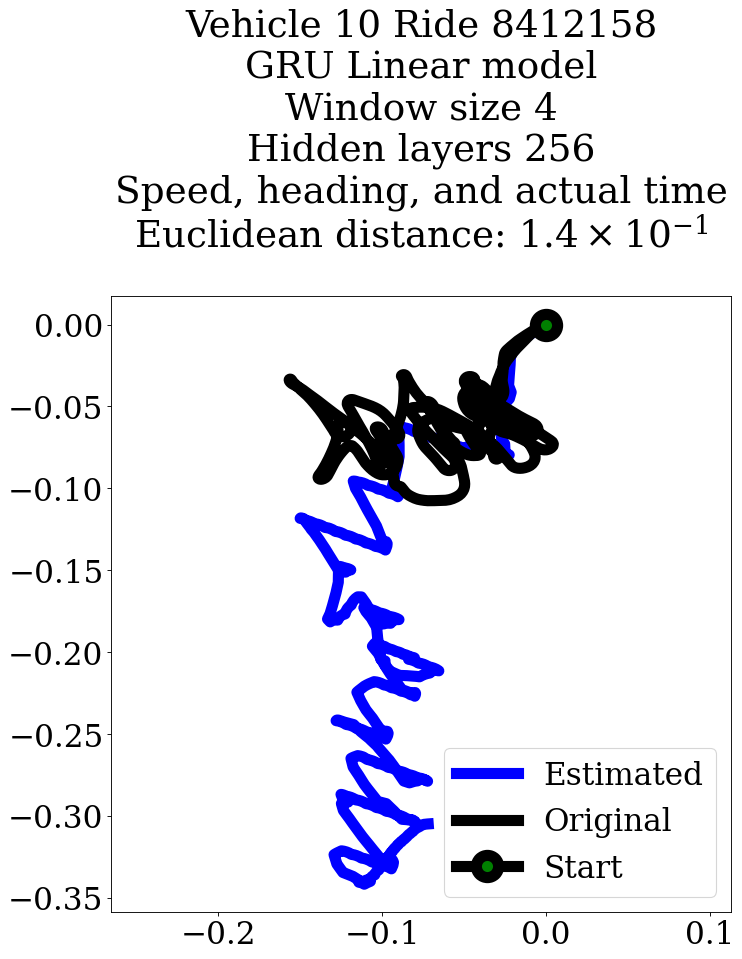 Vehicle 10 Ride 8412158
GRU Linear model
Window size 4
Hidden layers 256
Speed, heading, and actual time
Euclidean distance: 1.4 × 10⁻¹
0.00
−0.05
−0.10
−0.15
−0.20
−0.25
−0.30
−0.35
Estimated
Original
Start
−0.2 −0.1 0.0 0.1